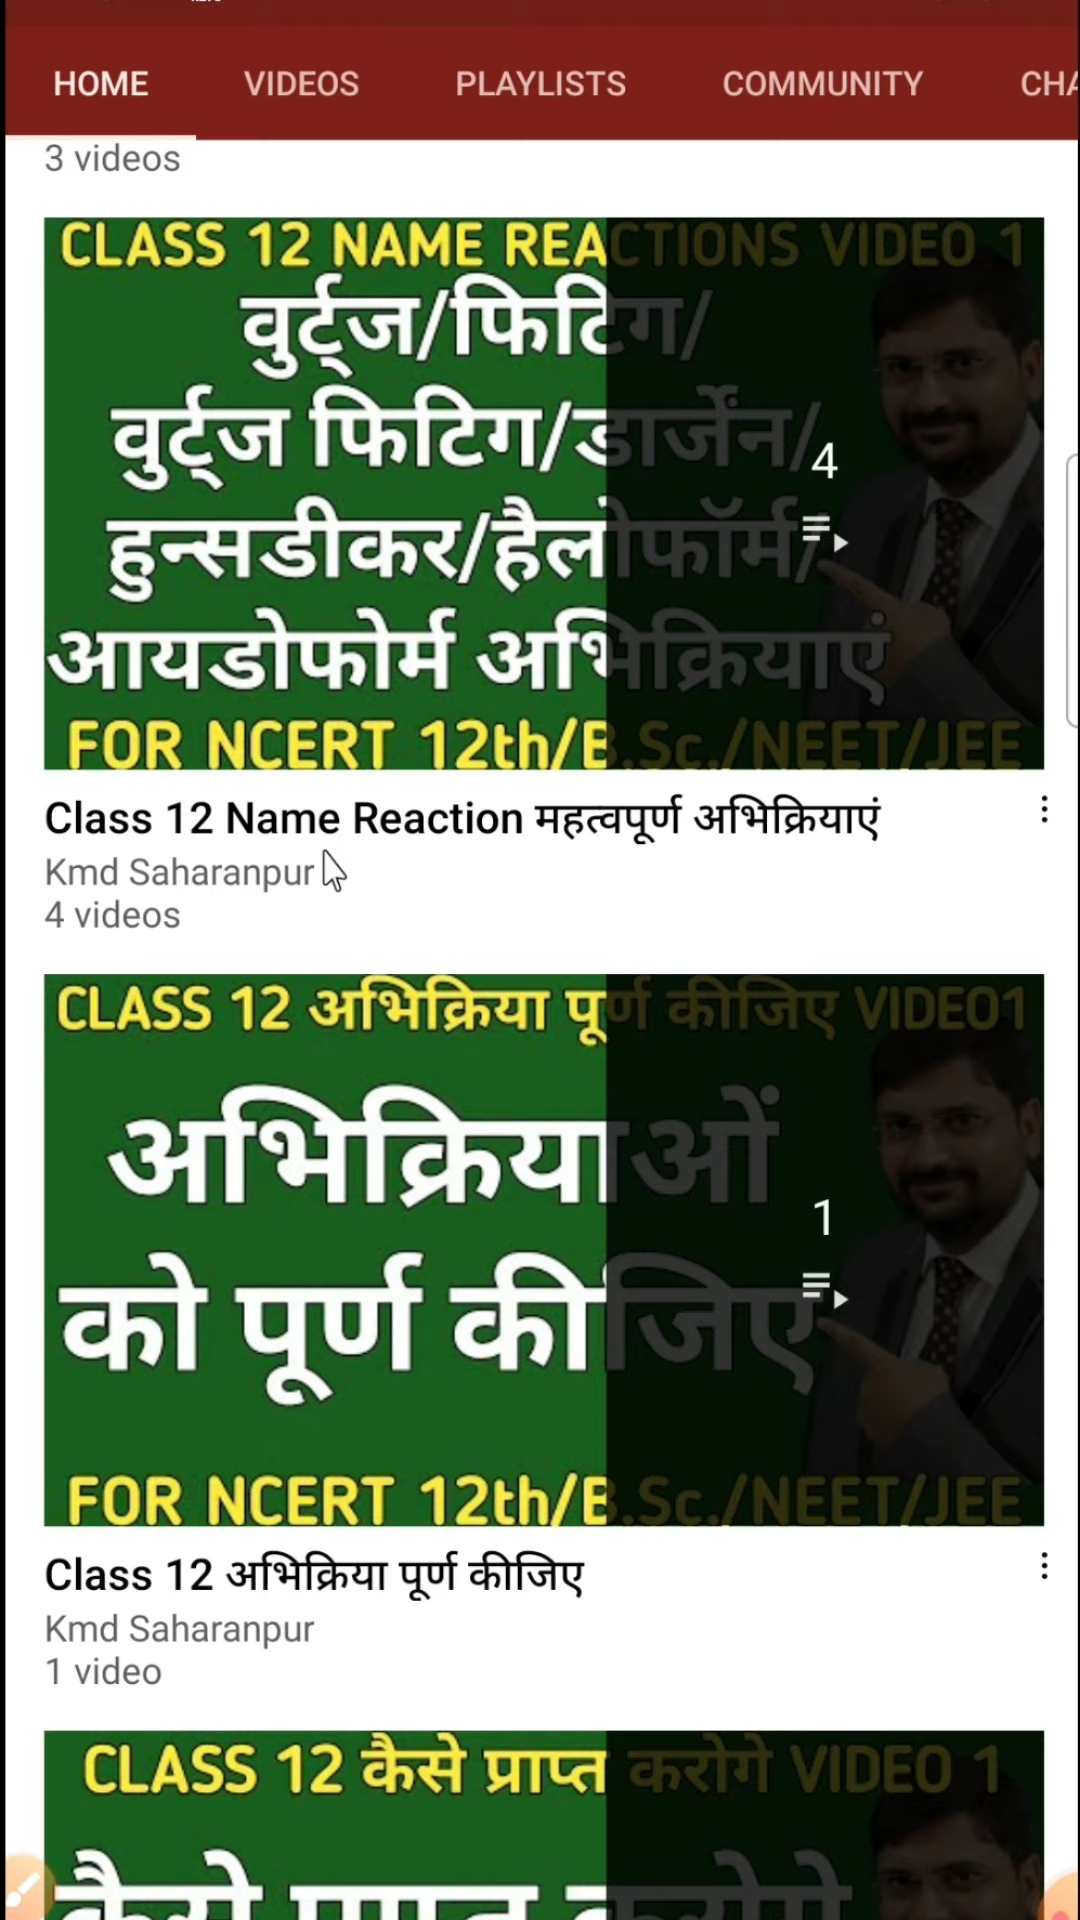 HOME VIDEOS PLAYLISTS COMMUNITY CHA
3 videos
CLASS 12 NAME REACTIONS VIDEO 1
वुर्ट्ज/फिटिग/
वुर्ट्ज फिटिग/डार्जेन/
4
हुन्सडीकर/हैलोफॉर्म/
आयडोफोर्म अभिक्रियाएं
FOR NCERT 12th/B.Sc./NEET/JEE
Class 12 Name Reaction महत्वपूर्ण अभिक्रियाएं
Kmd Saharanpur
4 videos
CLASS 12 अभिक्रिया पूर्ण कीजिए VIDEO1
अभिक्रियाओं
1
को पूर्ण कीजिए
FOR NCERT 12th/B.Sc./NEET/JEE
Class 12 अभिक्रिया पूर्ण कीजिए
Kmd Saharanpur
1 video
CLASS 12 कैसे प्राप्त करोगे VIDEO 1
कैसे प्राप्त करोगे